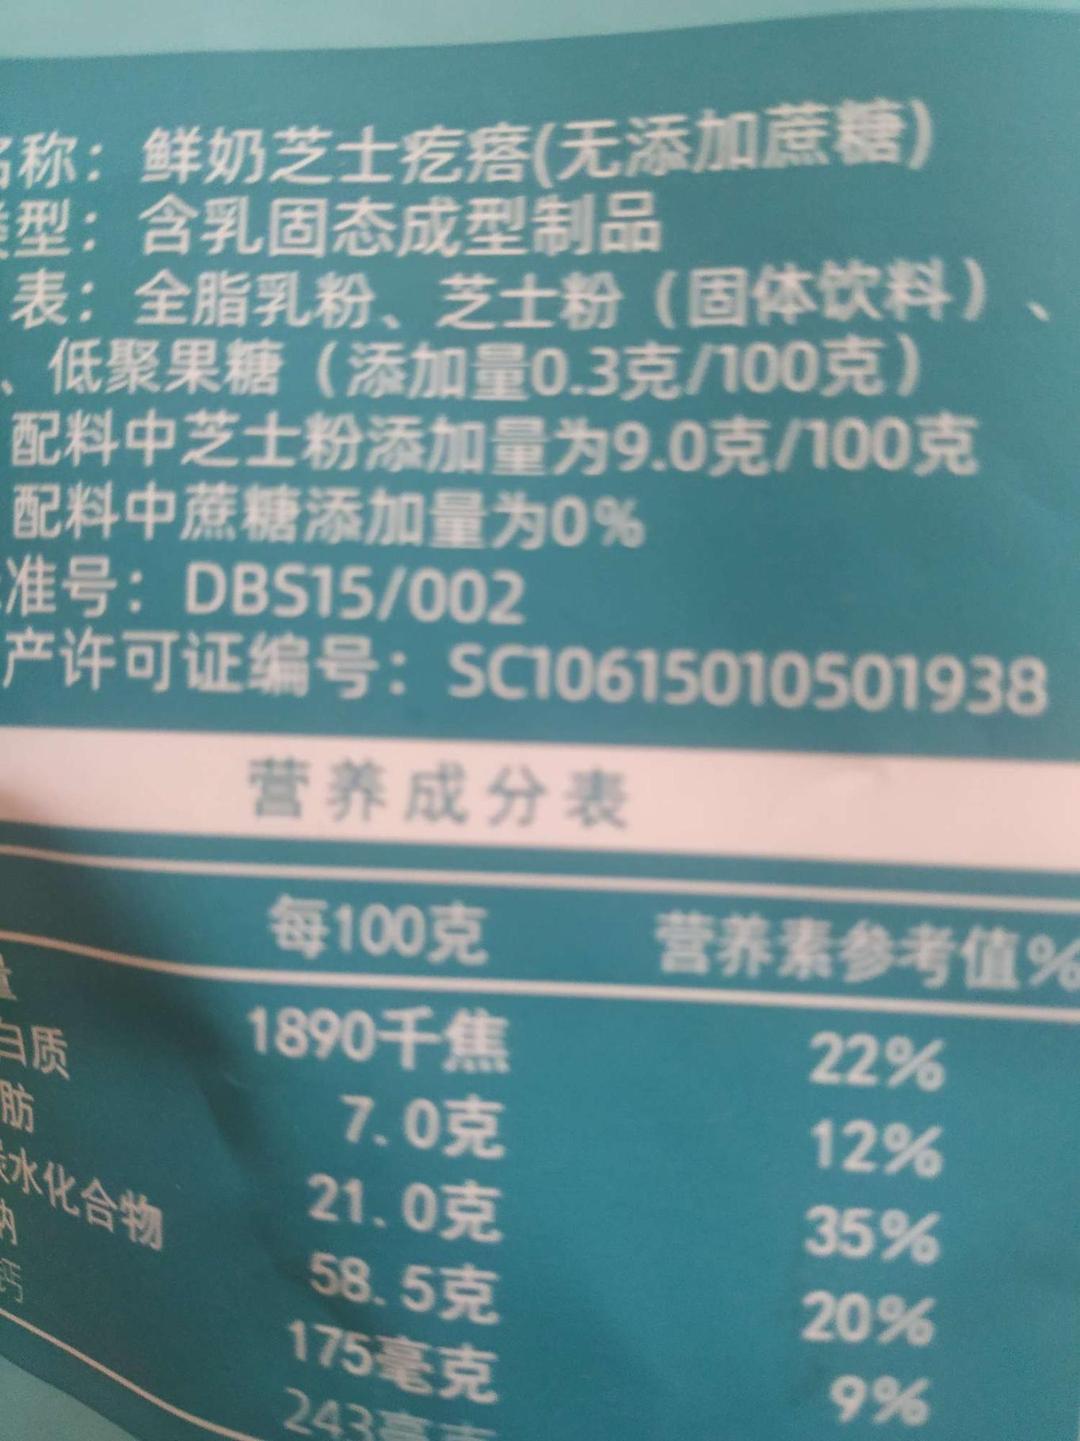 名称：鲜奶芝士疙瘩(无添加蔗糖)
类型：含乳固态成型制品
表：全脂乳粉、芝士粉（固体饮料）、
、低聚果糖（添加量0.3克/100克）
配料中芝士粉添加量为9.0克/100克
配料中蔗糖添加量为0%
准号：DBS15/002
产许可证编号：SC10615010501938
营养成分表
每100克 营养素参考值%
量 1890千焦 22%
白质 7.0克 12%
肪 21.0克 35%
碳水化合物 58.5克 20%
钠 175毫克 9%
钙 243毫克